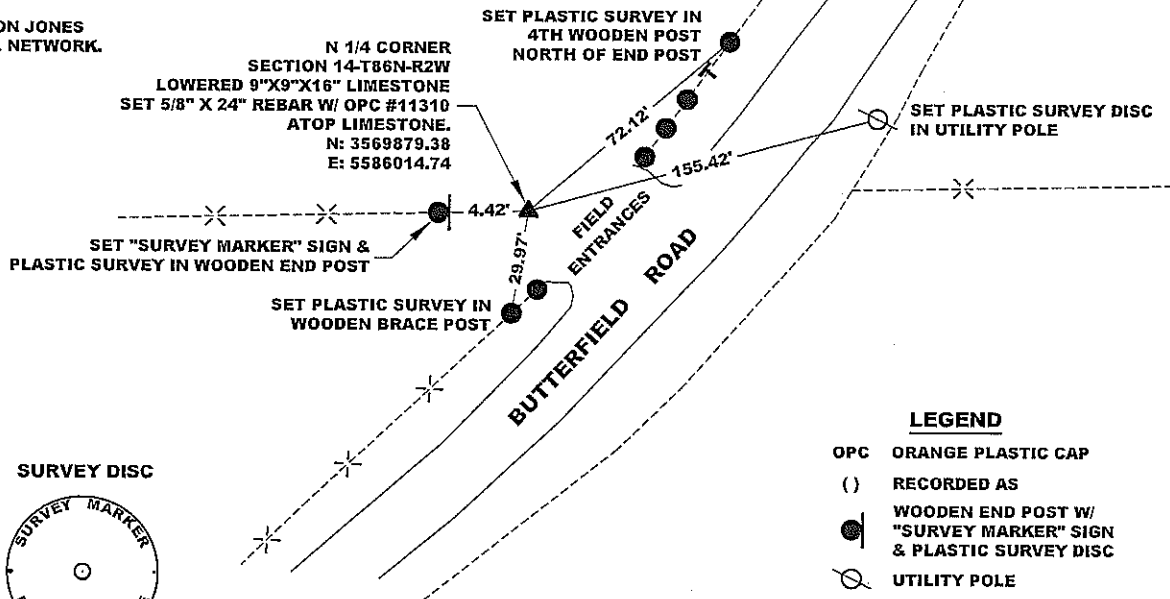 ON JONES
NETWORK.
SET PLASTIC SURVEY IN
4TH WOODEN POST
NORTH OF END POST
N 1/4 CORNER
SECTION 14-T86N-R2W
LOWERED 9"X9"X16" LIMESTONE
SET 5/8" X 24" REBAR W/ OPC #11310
ATOP LIMESTONE.
N: 3569879.38
E: 5586014.74
T
72.12'
SET PLASTIC SURVEY DISC
IN UTILITY POLE
155.42'
4.42'
FIELD
ENTRANCES
SET "SURVEY MARKER" SIGN &
PLASTIC SURVEY IN WOODEN END POST
29.97'
SET PLASTIC SURVEY IN
WOODEN BRACE POST
BUTTERFIELD ROAD
LEGEND
OPC ORANGE PLASTIC CAP
() RECORDED AS
WOODEN END POST W/
"SURVEY MARKER" SIGN
& PLASTIC SURVEY DISC
UTILITY POLE
SURVEY DISC
SURVEY MARKER